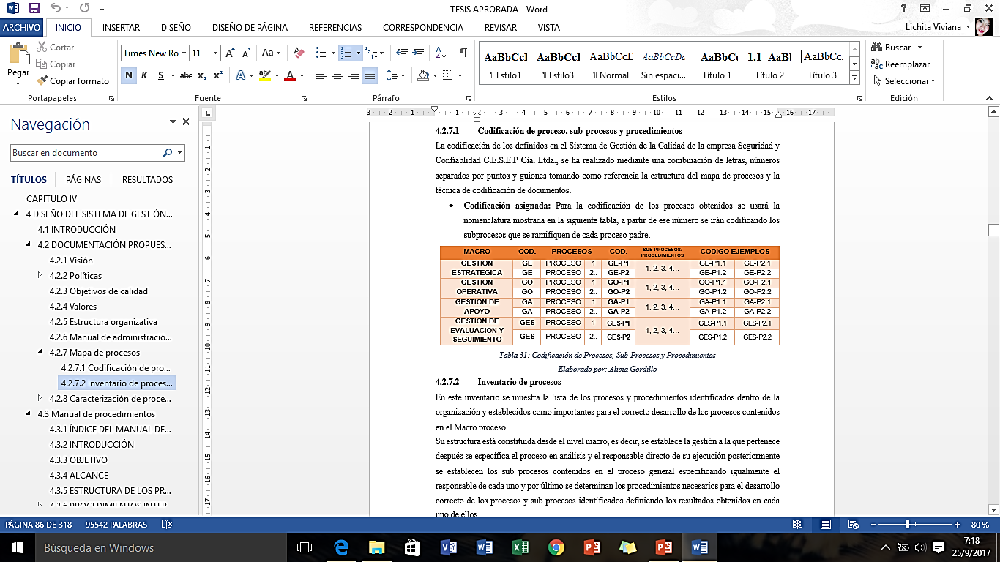 TESIS APROBADA - Word
ARCHIVO INICIO INSERTAR DISEÑO DISEÑO DE PÁGINA REFERENCIAS CORRESPONDENCIA REVISAR VISTA Lichita Viviana
Pegar
Cortar
Copiar
Copiar formato
Portapapeles
Times New Ro 11
N K S abc x₂ x²
Fuente
Párrafo
AaBbCcI AaBbCcI AaBbCcD AaBbCcDc AaBbCc 1.1 AaBl AaBbCc
¶ Estilo1 ¶ Estilo3 ¶ Normal Sin espaci... Título 1 Título 2 Título 3
Estilos
Buscar
Reemplazar
Seleccionar
Edición
Navegación
Buscar en documento
TÍTULOS PÁGINAS RESULTADOS
CAPITULO IV
4 DISEÑO DEL SISTEMA DE GESTIÓN...
4.1 INTRODUCCIÓN
4.2 DOCUMENTACIÓN PROPUES...
4.2.1 Visión
4.2.2 Políticas
4.2.3 Objetivos de calidad
4.2.4 Valores
4.2.5 Estructura organizativa
4.2.6 Manual de administració...
4.2.7 Mapa de procesos
4.2.7.1 Codificación de pro...
4.2.7.2 Inventario de proces...
4.2.8 Caracterización de proce...
4.3 Manual de procedimientos
4.3.1 ÍNDICE DEL MANUAL DE...
4.3.2 INTRODUCCIÓN
4.3.3 OBJETIVO
4.3.4 ALCANCE
4.3.5 ESTRUCTURA DE LOS PR...
4.3.6 PROCEDIMIENTOS INTER...
3 2 1 1 2 3 4 5 6 7 8 9 10 11 12 13 14 15 16 17
4.2.7.1 Codificación de proceso, sub-procesos y procedimientos
La codificación de los definidos en el Sistema de Gestión de la Calidad de la empresa Seguridad y
Confiablidad C.E.S.E.P Cía. Ltda., se ha realizado mediante una combinación de letras, números
separados por puntos y guiones tomando como referencia la estructura del mapa de procesos y la
técnica de codificación de documentos.
• Codificación asignada: Para la codificación de los procesos obtenidos se usará la
nomenclatura mostrada en la siguiente tabla, a partir de ese número se irán codificando los
subprocesos que se ramifiquen de cada proceso padre.
MACRO COD. PROCESOS COD. SUB PROCESOS/ PROCEDIMIENTOS CODIGO EJEMPLOS
GESTION ESTRATEGICA GE PROCESO 1 GE-P1 1, 2, 3, 4... GE-P1.1 GE-P2.1
GE PROCESO 2.. GE-P2 GE-P1.2 GE-P2.2
GESTION OPERATIVA GO PROCESO 1 GO-P1 1, 2, 3, 4... GO-P1.1 GO-P2.1
GO PROCESO 2.. GO-P2 GO-P1.2 GO-P2.2
GESTION DE APOYO GA PROCESO 1 GA-P1 1, 2, 3, 4... GA-P1.1 GA-P2.1
GA PROCESO 2.. GA-P2 GA-P1.2 GA-P2.2
GESTION DE EVALUACION Y SEGUIMIENTO GES PROCESO 1 GES-P1 1, 2, 3, 4... GES-P1.1 GES-P2.1
GES PROCESO 2.. GES-P2 GES-P1.2 GES-P2.2
Tabla 31: Codificación de Procesos, Sub-Procesos y Procedimientos
Elaborado por: Alicia Gordillo
4.2.7.2 Inventario de procesos
En este inventario se muestra la lista de los procesos y procedimientos identificados dentro de la
organización y establecidos como importantes para el correcto desarrollo de los procesos contenidos
en el Macro proceso.
Su estructura está constituida desde el nivel macro, es decir, se establece la gestión a la que pertenece
después se específica el proceso en análisis y el responsable directo de su ejecución posteriormente
se establecen los sub procesos contenidos en el proceso general especificando igualmente el
responsable de cada uno y por último se determinan los procedimientos necesarios para el desarrollo
correcto de los procesos y sub procesos identificados definiendo los resultados obtenidos en cada
uno de ellos
PÁGINA 86 DE 318 95542 PALABRAS 80 %
Búsqueda en Windows
7:18
25/9/2017